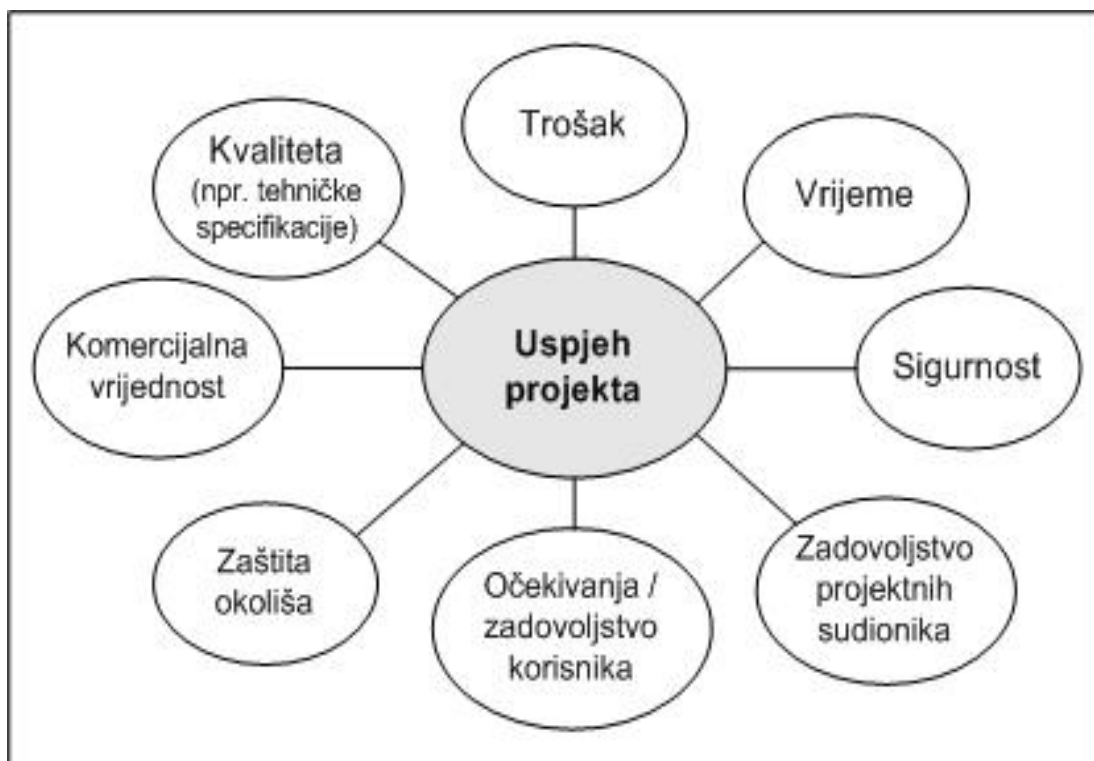 Trošak
Kvaliteta
(npr. tehničke
specifikacije)
Vrijeme
Uspjeh
projekta
Komercijalna
vrijednost
Sigurnost
Zaštita
okoliša
Očekivanja /
zadovoljstvo
korisnika
Zadovoljstvo
projektnih
sudionika